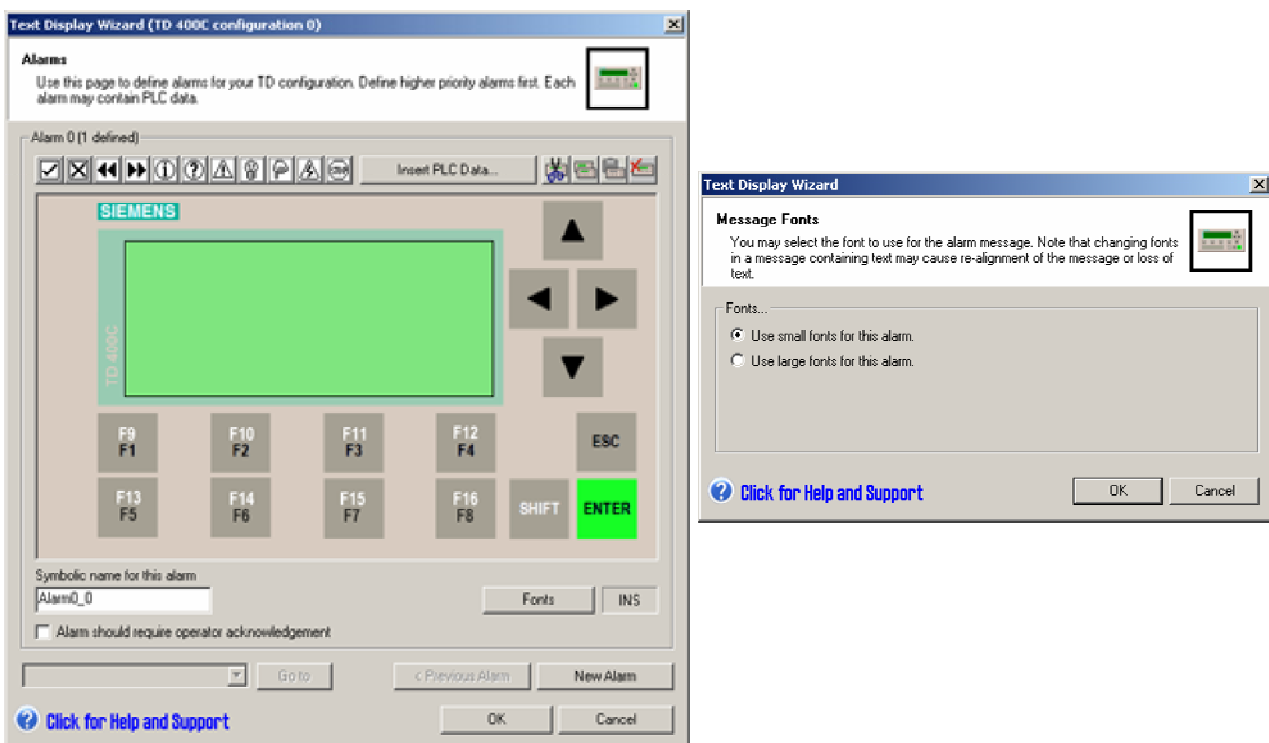 Text Display Wizard (TD 400C configuration 0)
Alarms
Use this page to define alarms for your TD configuration. Define higher priority alarms first. Each
alarm may contain PLC data.
Alarm 0 (1 defined)
Insert PLC Data...
SIEMENS
TD 400C
F9
F1
F10
F2
F11
F3
F12
F4
ESC
F13
F5
F14
F6
F15
F7
F16
F8
SHIFT
ENTER
Symbolic name for this alarm
Alarm0_0
Fonts
INS
Alarm should require operator acknowledgement
Go to
< Previous Alarm
New Alarm
Click for Help and Support
OK
Cancel
Text Display Wizard
Message Fonts
You may select the font to use for the alarm message. Note that changing fonts
in a message containing text may cause re-alignment of the message or loss of
text.
Fonts...
Use small fonts for this alarm.
Use large fonts for this alarm.
Click for Help and Support
OK
Cancel